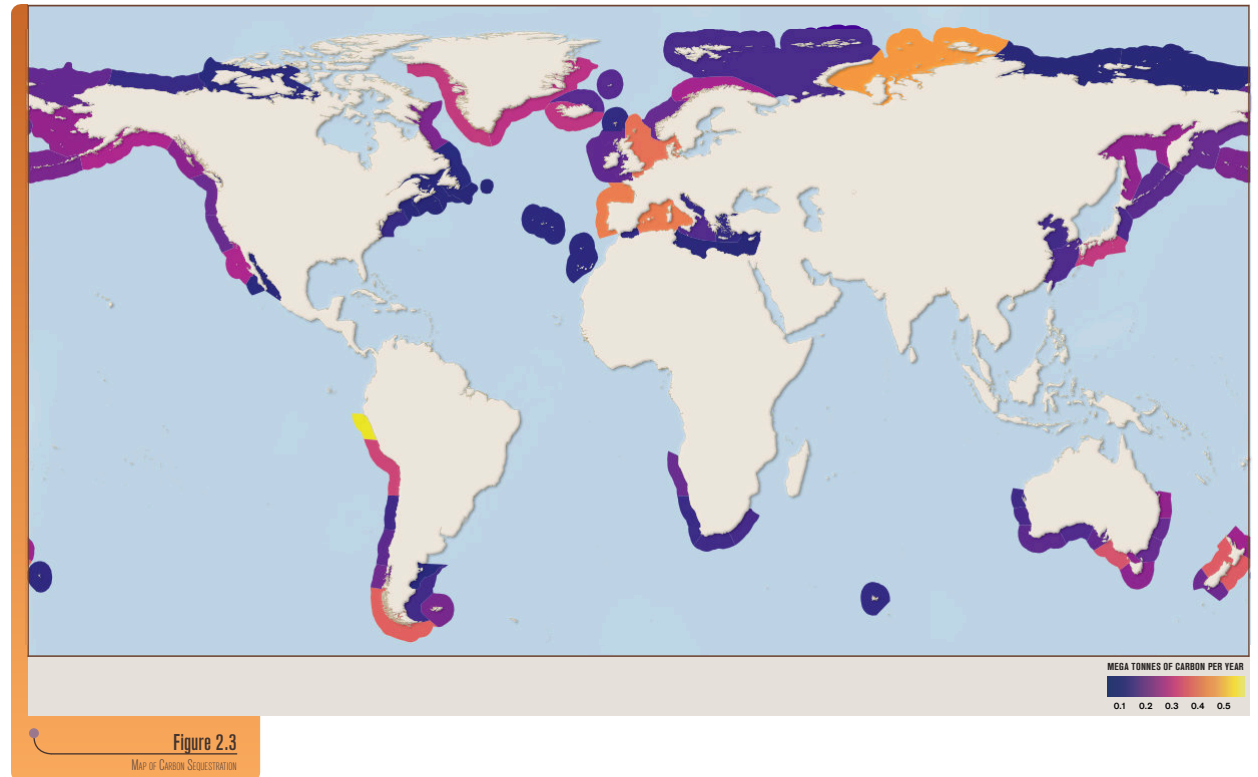 MEGA TONNES OF CARBON PER YEAR
0.1 0.2 0.3 0.4 0.5
Figure 2.3
Map of Carbon Sequestration